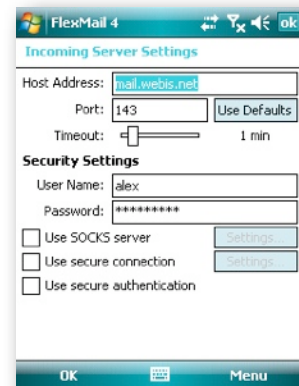 FlexMail 4 ok
Incoming Server Settings
Host Address: mail.webis.net
Port: 143 Use Defaults
Timeout: 1 min
Security Settings
User Name: alex
Password: *********
Use SOCKS server Settings...
Use secure connection Settings...
Use secure authentication
OK Menu